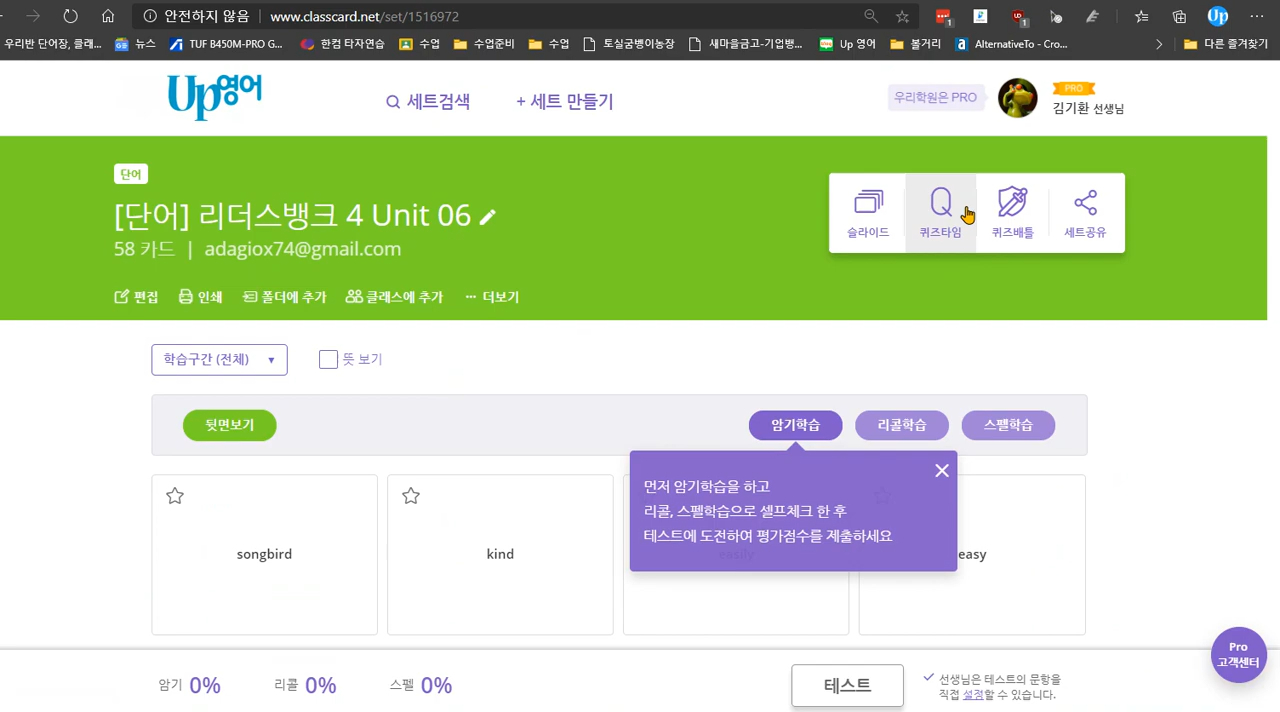 안전하지 않음 | www.classcard.net/set/1516972
1
1
Up
우리반 단어장, 클래...
뉴스
TUF B450M-PRO G...
한컴 타자연습
수업
수업준비
수업
토실궁뱅이농장
새마을금고-기업뱅...
Up 영어
볼거리
AlternativeTo - Cro...
다른 즐겨찾기
Up영어
세트검색
+ 세트 만들기
우리학원은 PRO
PRO
김기환 선생님
단어
[단어] 리더스뱅크 4 Unit 06
58 카드 | adagiox74@gmail.com
슬라이드
퀴즈타임
퀴즈배틀
세트공유
편집
인쇄
폴더에 추가
클래스에 추가
··· 더보기
학습구간 (전체)
뜻 보기
뒷면보기
암기학습
리콜학습
스펠학습
먼저 암기학습을 하고
리콜, 스펠학습으로 셀프체크 한 후
테스트에 도전하여 평가점수를 제출하세요
songbird
kind
easily
easy
Pro
고객센터
암기 0%
리콜 0%
스펠 0%
테스트
선생님은 테스트의 문항을
직접 설정할 수 있습니다.